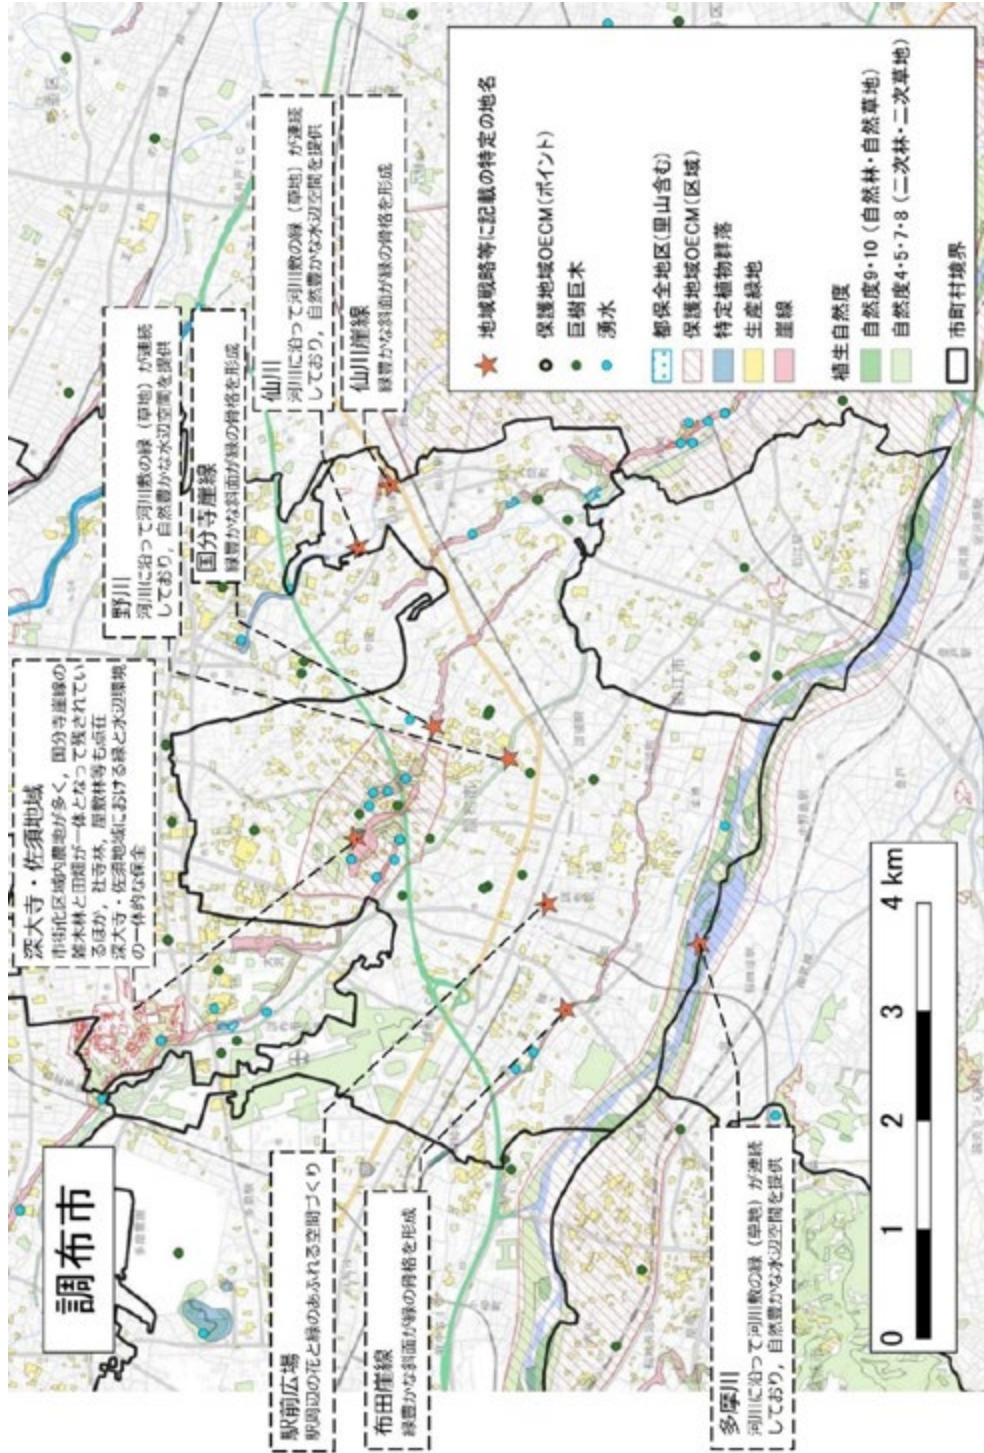 調布市
深大寺・佐須地域
市街化区域内農地が多く，国分寺崖線の
雑木林と田畑が一体となって残されてい
るほか，社寺林，屋敷林等も点在
深大寺・佐須地域における緑と水辺環境
の一体的な保全
野川
河川に沿って河川敷の緑（草地）が連続
しており，自然豊かな水辺空間を提供
国分寺崖線
緑豊かな斜面が緑の骨格を形成
仙川
河川に沿って河川敷の緑（草地）が連続
しており，自然豊かな水辺空間を提供
仙川崖線
緑豊かな斜面が緑の骨格を形成
駅前広場
駅周辺の花と緑のあふれる空間づくり
布田崖線
緑豊かな斜面が緑の骨格を形成
多摩川
河川に沿って河川敷の緑（草地）が連続
しており，自然豊かな水辺空間を提供
狛江市
0 1 2 3 4 km
地域戦略等に記載の特定の地名
保護地域OECM(ポイント)
巨樹巨木
湧水
都保全地区(里山含む)
保護地域OECM(区域)
特定植物群落
生産緑地
崖線
植生自然度
自然度9・10 (自然林・自然草地)
自然度4・5・7・8 (二次林・二次草地)
市町村境界